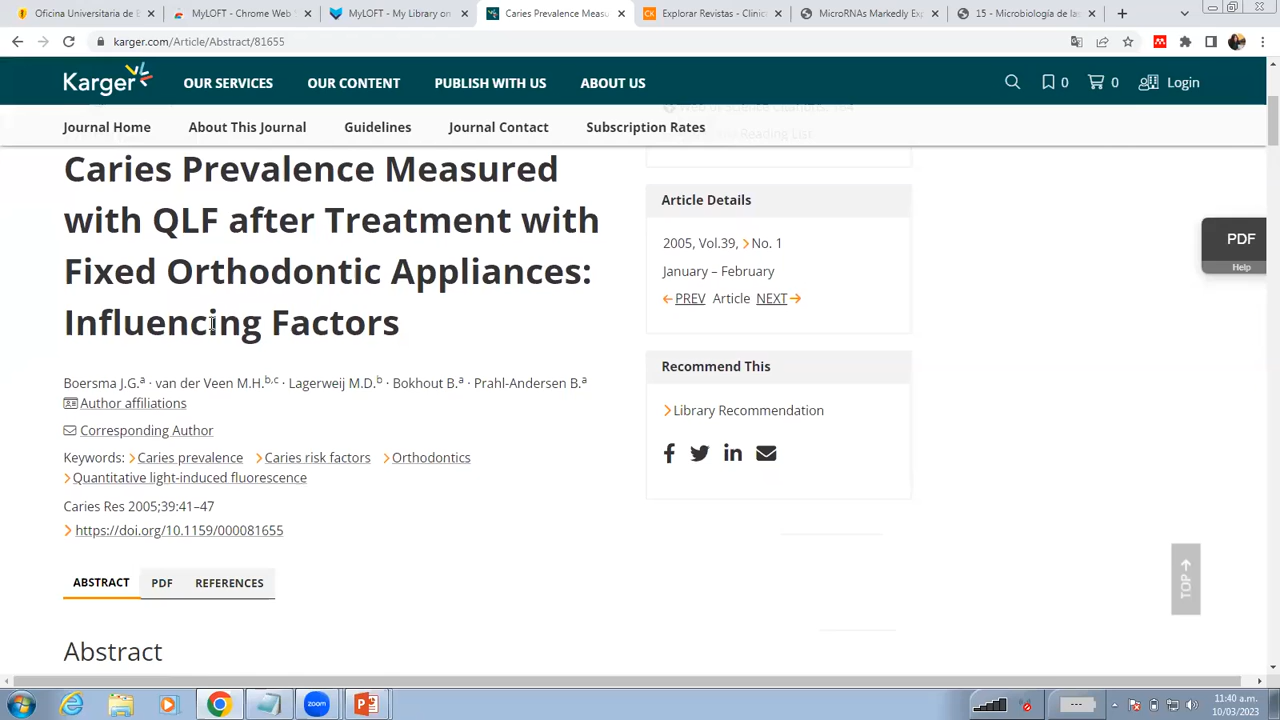 Oficina Universitaria de B
MyLOFT - Chrome Web
MyLOFT - My Library on
Caries Prevalence Measu
Explorar Revistas - Clinic
MicroRNAs Markedly Exp
15 - Microbiología de las
karger.com/Article/Abstract/81655
Karger
OUR SERVICES
OUR CONTENT
PUBLISH WITH US
ABOUT US
0
0
Login
Journal Home
About This Journal
Guidelines
Journal Contact
Subscription Rates
Reading List
Caries Prevalence Measured
with QLF after Treatment with
Fixed Orthodontic Appliances:
Influencing Factors
Boersma J.G.a · van der Veen M.H.b,c · Lagerweij M.D.b · Bokhout B.a · Prahl-Andersen B.a
Author affiliations
Corresponding Author
Keywords: Caries prevalence Caries risk factors Orthodontics
Quantitative light-induced fluorescence
Caries Res 2005;39:41–47
https://doi.org/10.1159/000081655
ABSTRACT
PDF
REFERENCES
Abstract
Article Details
2005, Vol.39, No. 1
January – February
PREV Article NEXT
Recommend This
Library Recommendation
PDF
Help
TOP
zoom
11:40 a.m.
10/03/2023